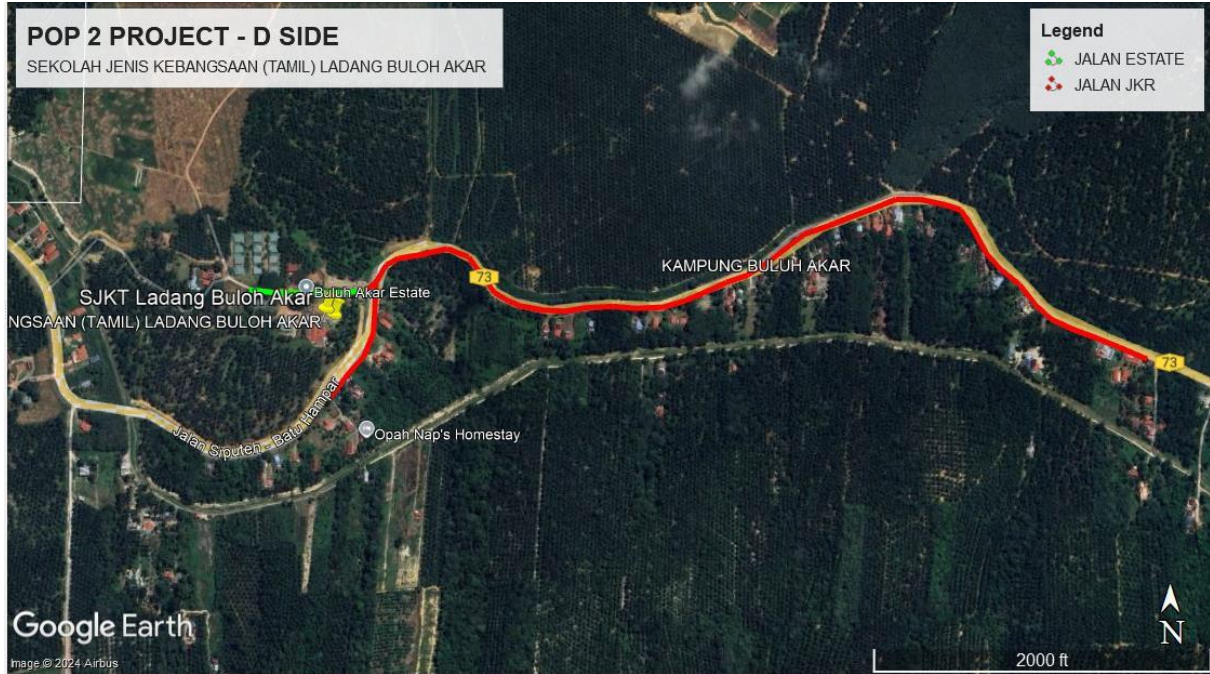 POP 2 PROJECT - D SIDE
SEKOLAH JENIS KEBANGSAAN (TAMIL) LADANG BULOH AKAR
Legend
JALAN ESTATE
JALAN JKR
73
KAMPUNG BULUH AKAR
SJKT Ladang Buloh Akar
Buluh Akar Estate
NGSAAN (TAMIL) LADANG BULOH AKAR
73
Jalan Siputeh - Batu Hampar
Opah Nap's Homestay
Google Earth
Image © 2024 Airbus
N
2000 ft